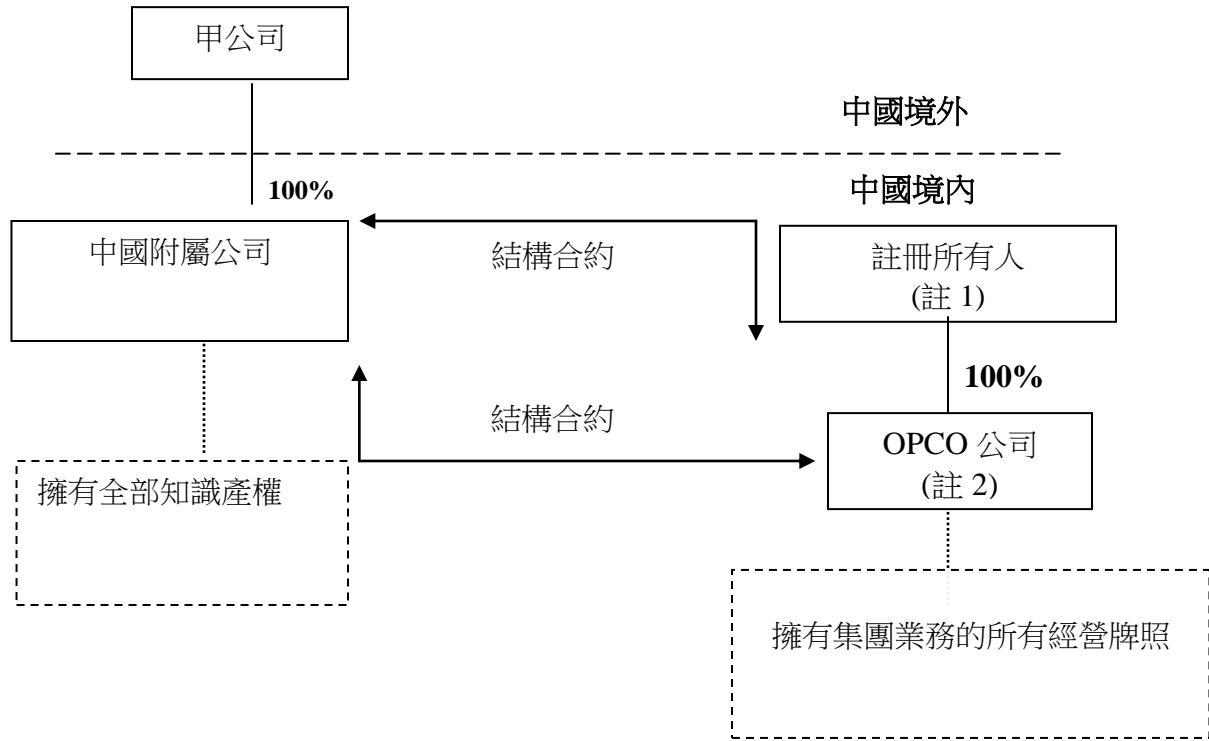 甲公司
中國境外
100%
中國境內
中國附屬公司
結構合約
註冊所有人
(註 1)
100%
結構合約
OPCO 公司
(註 2)
擁有全部知識產權
擁有集團業務的所有經營牌照